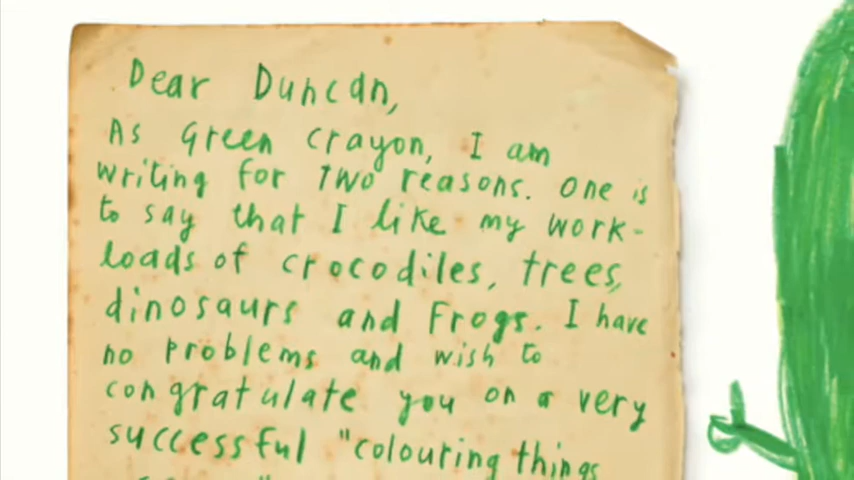 Dear Duncan,
As Green Crayon, I am
writing for two reasons. One is
to say that I like my work-
loads of crocodiles, trees,
dinosaurs and frogs. I have
no problems and wish to
congratulate you on a very
successful "colouring things